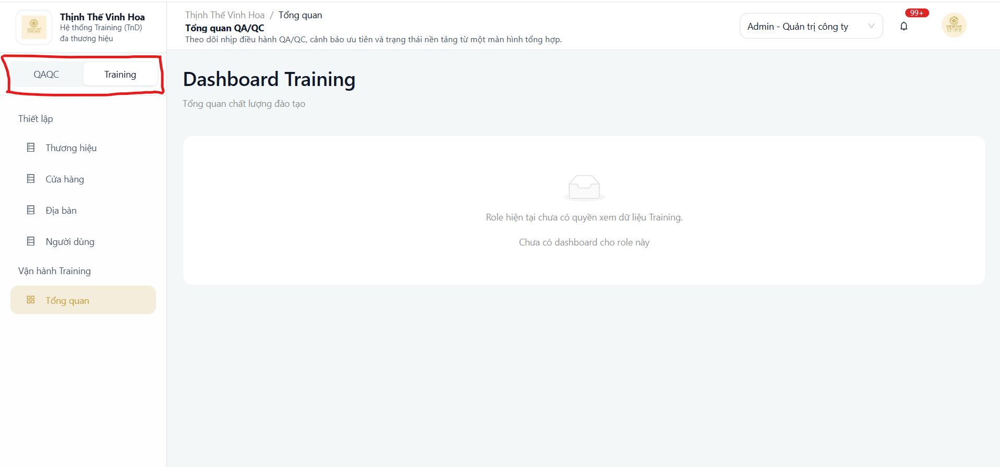 Thịnh Thế Vinh Hoa
Hệ thống Training (TnD)
đa thương hiệu
QAQC
Training
Thiết lập
Thương hiệu
Cửa hàng
Địa bàn
Người dùng
Vận hành Training
Tổng quan
Thịnh Thế Vinh Hoa / Tổng quan
Tổng quan QA/QC
Theo dõi nhịp điều hành QA/QC, cảnh báo ưu tiên và trạng thái nền tảng từ một màn hình tổng hợp.
Admin - Quản trị công ty
99+
Dashboard Training
Tổng quan chất lượng đào tạo
Role hiện tại chưa có quyền xem dữ liệu Training.
Chưa có dashboard cho role này